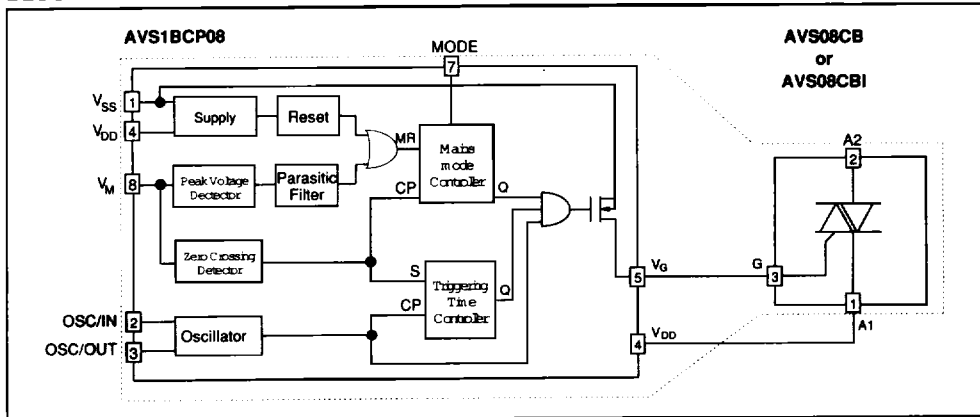 AVS1BCP08
AVS08CB
or
AVS08CBI
MODE
7
VSS
1
VDD
4
VM
8
Supply
Reset
MR
Mains
mode
Controller
Peak Voltage
Dectector
Parasitic
Filter
CP
Q
Zero Crossing
Detector
S
Triggering
Time
Controller
Q
CP
OSC/IN
2
OSC/OUT
3
Oscillator
5
VG
4
VDD
A2
2
G
3
1
A1